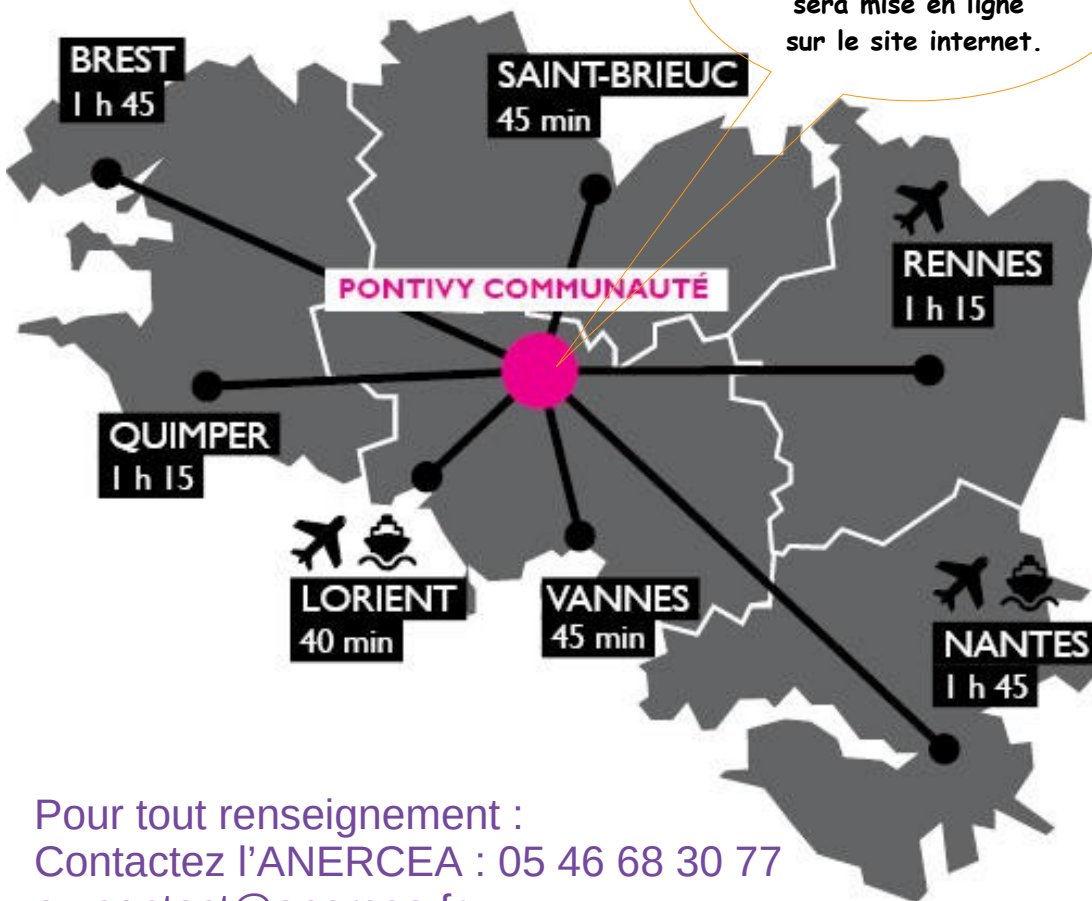 sera mise en ligne
sur le site internet.
BREST
1 h 45
SAINT-BRIEUC
45 min
RENNES
1 h 15
PONTIVY COMMUNAUTÉ
QUIMPER
1 h 15
LORIENT
40 min
VANNES
45 min
NANTES
1 h 45
Pour tout renseignement :
Contactez l’ANERCEA : 05 46 68 30 77